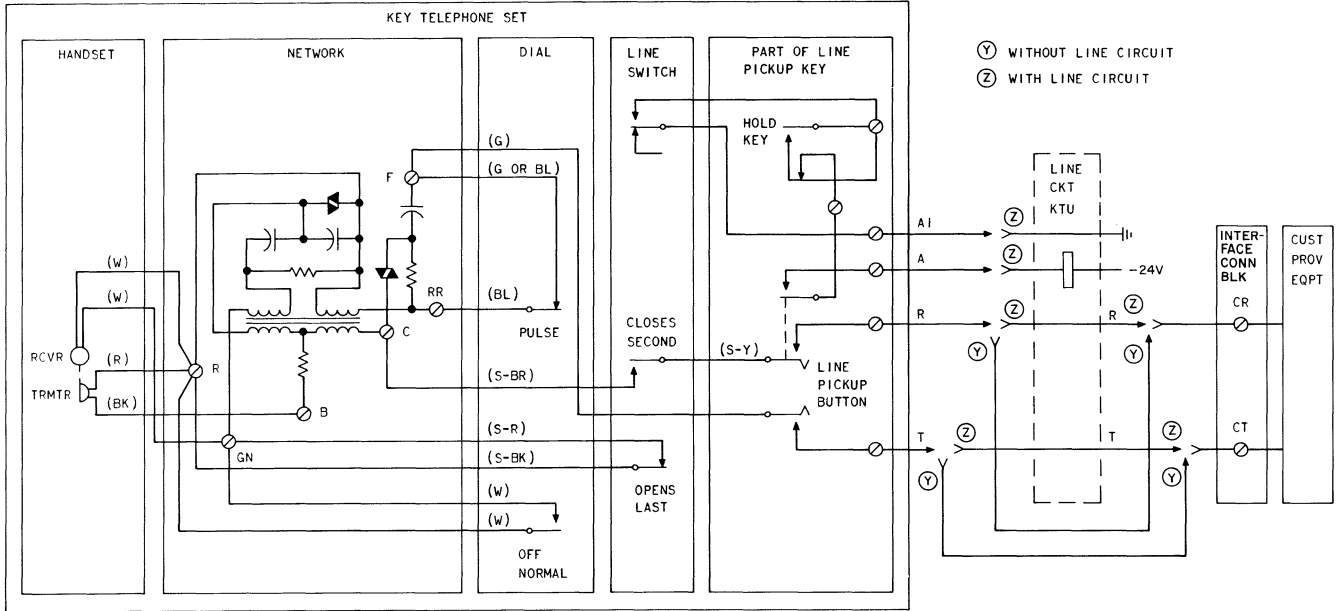 KEY TELEPHONE SET
HANDSET
NETWORK
DIAL
LINE
SWITCH
PART OF LINE
PICKUP KEY
Y WITHOUT LINE CIRCUIT
Z WITH LINE CIRCUIT
HOLD
KEY
(G)
(G OR BL)
F
LINE
CKT
KTU
Z
A1
Z
A
-24V
INTER-
FACE
CONN
BLK
CUST
PROV
EQPT
(W)
(W)
RR
(BL)
PULSE
C
CLOSES
SECOND
(S-Y)
R
Z
R
Z
CR
Y
Y
RCVR
(R)
R
TRMTR
(BK)
B
(S-BR)
LINE
PICKUP
BUTTON
GN
(S-R)
(S-BK)
OPENS
LAST
T
Z
T
Z
CT
Y
Y
(W)
(W)
OFF
NORMAL